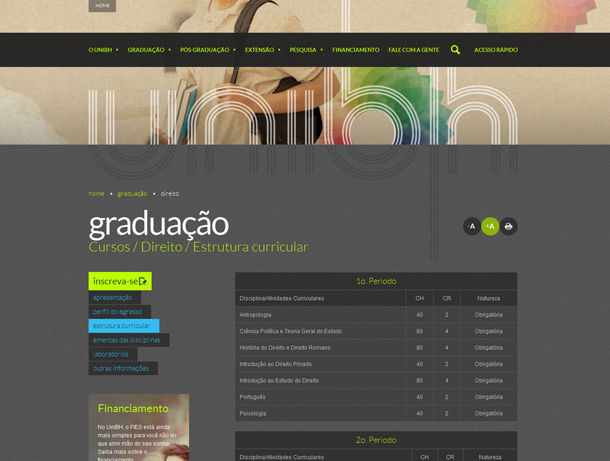 HOME
O UNIBH GRADUAÇÃO PÓS-GRADUAÇÃO EXTENSÃO PESQUISA FINANCIAMENTO FALE COM A GENTE ACESSO RÁPIDO
unibh
home graduação direito
graduação
Cursos / Direito / Estrutura curricular
-A +A
inscreva-se
apresentação
perfil do egresso
estrutura curricular
ementas das disciplinas
laboratórios
outras informações
Financiamento
No UniBH, o FIES está ainda
mais simples para você não ter
que abrir mão do seu sonho.
Saiba mais sobre o
financiamento
1o. Periodo
Disciplina/Atividades Curriculares CH CR Natureza
Antropologia 40 2 Obrigatória
Ciência Política e Teoria Geral do Estado 80 4 Obrigatória
História do Direito e Direito Romano 80 4 Obrigatória
Introdução ao Direito Privado 40 2 Obrigatória
Introdução ao Estudo do Direito 80 4 Obrigatória
Português 40 2 Obrigatória
Psicologia 40 2 Obrigatória
2o. Periodo
Disciplina/Atividades Curriculares CH CR Natureza